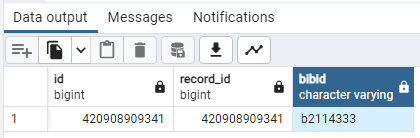 Data output Messages Notifications
id record_id bibid
bigint bigint character varying
1 420908909341 420908909341 b2114333